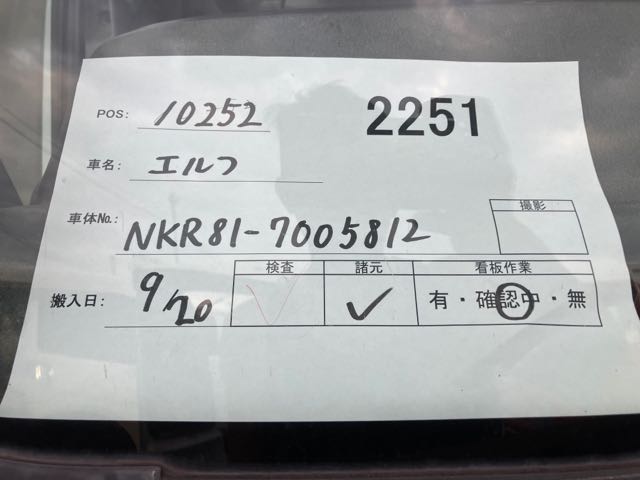 POS: 10252
2251
車名: エルフ
車体No.: NKR81-7005812
撮影
搬入日: 9/20
検査 諸元 看板作業
✓ ✓ 有・確認中・無